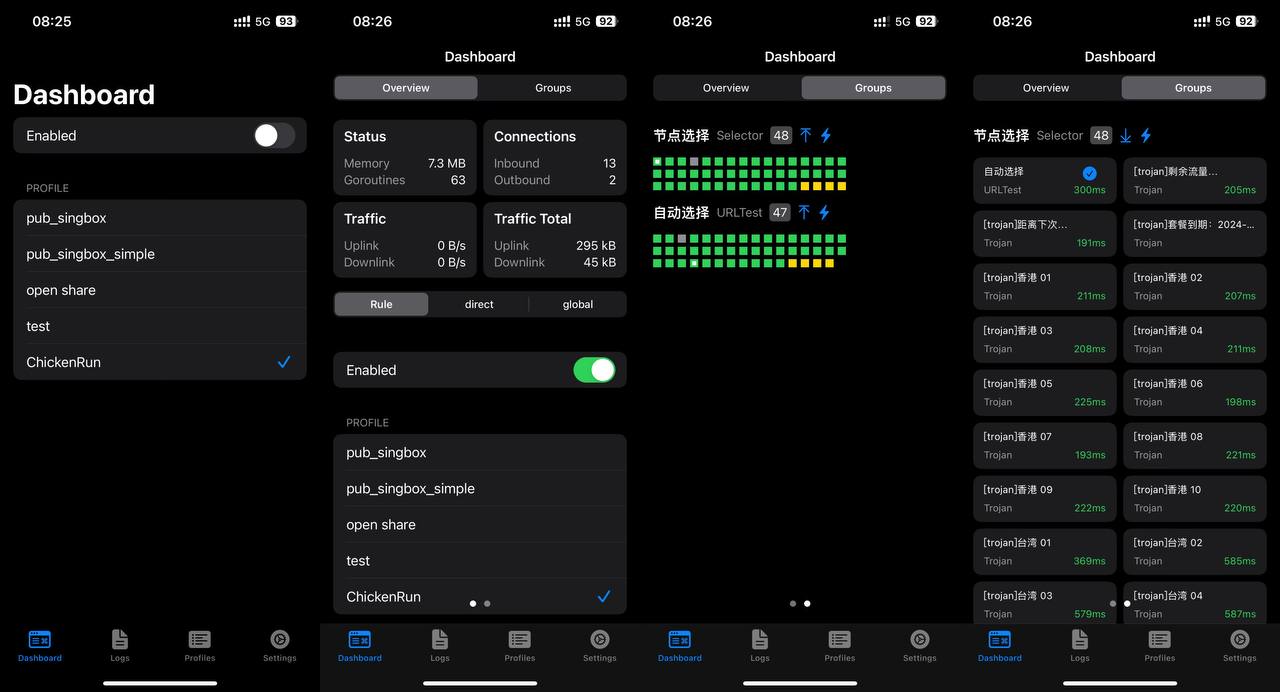 08:25 5G 93
Dashboard
Enabled
PROFILE
pub_singbox
pub_singbox_simple
open share
test
ChickenRun
Dashboard Logs Profiles Settings
08:26 5G 92
Dashboard
Overview Groups
Status
Memory 7.3 MB
Goroutines 63
Connections
Inbound 13
Outbound 2
Traffic
Uplink 0 B/s
Downlink 0 B/s
Traffic Total
Uplink 295 kB
Downlink 45 kB
Rule direct global
Enabled
PROFILE
pub_singbox
pub_singbox_simple
open share
test
ChickenRun
Dashboard Logs Profiles Settings
08:26 5G 92
Dashboard
Overview Groups
节点选择 Selector 48
自动选择 URLTest 47
Dashboard Logs Profiles Settings
08:26 5G 92
Dashboard
Overview Groups
节点选择 Selector 48
自动选择
URLTest 300ms
[trojan]剩余流量...
Trojan 205ms
[trojan]距离下次...
Trojan 191ms
[trojan]套餐到期：2024-...
Trojan
[trojan]香港 01
Trojan 211ms
[trojan]香港 02
Trojan 207ms
[trojan]香港 03
Trojan 208ms
[trojan]香港 04
Trojan 211ms
[trojan]香港 05
Trojan 225ms
[trojan]香港 06
Trojan 198ms
[trojan]香港 07
Trojan 193ms
[trojan]香港 08
Trojan 221ms
[trojan]香港 09
Trojan 222ms
[trojan]香港 10
Trojan 220ms
[trojan]台湾 01
Trojan 369ms
[trojan]台湾 02
Trojan 585ms
[trojan]台湾 03
Trojan 579ms
[trojan]台湾 04
Trojan 587ms
Dashboard Logs Profiles Settings